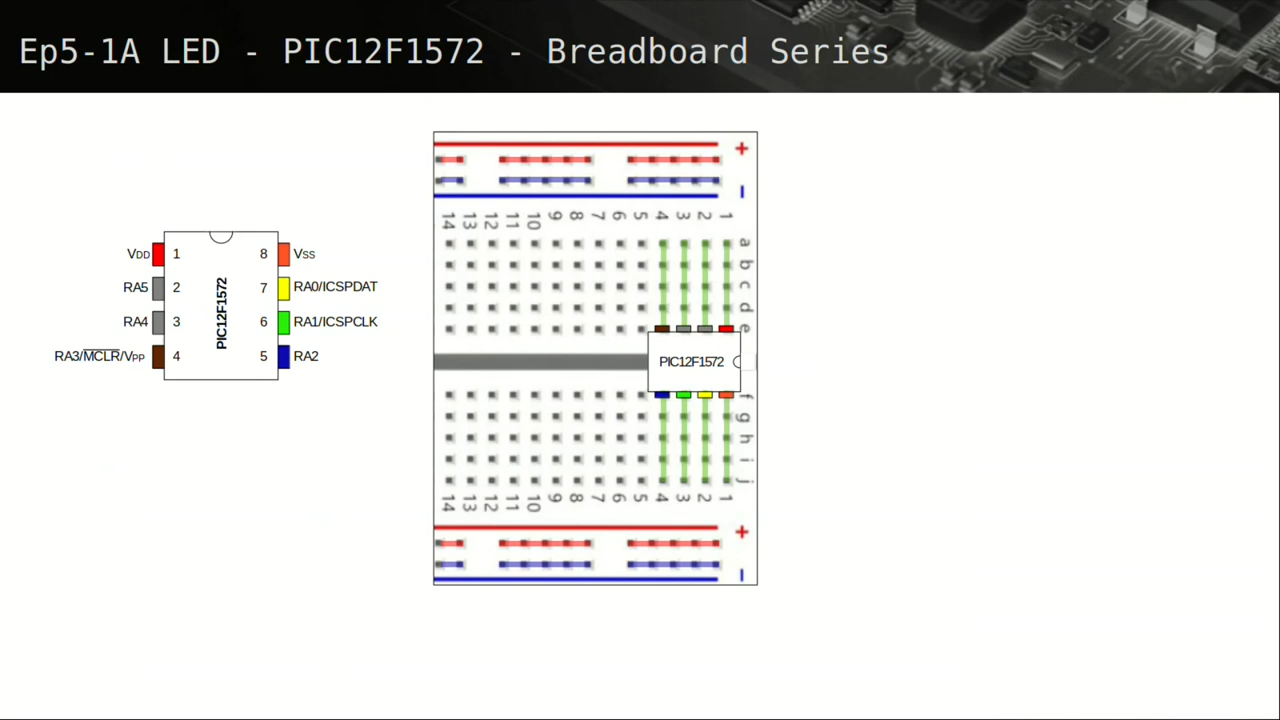 Ep5-1A LED - PIC12F1572 - Breadboard Series
VDD 1 8 VSS
RA5 2 7 RA0/ICSPDAT
RA4 3 6 RA1/ICSPCLK
RA3/MCLR/VPP 4 5 RA2
PIC12F1572
+
−
14 13 12 11 10 9 8 7 6 5 4 3 2 1
a
b
c
d
e
PIC12F1572
f
g
h
i
j
14 13 12 11 10 9 8 7 6 5 4 3 2 1
+
−